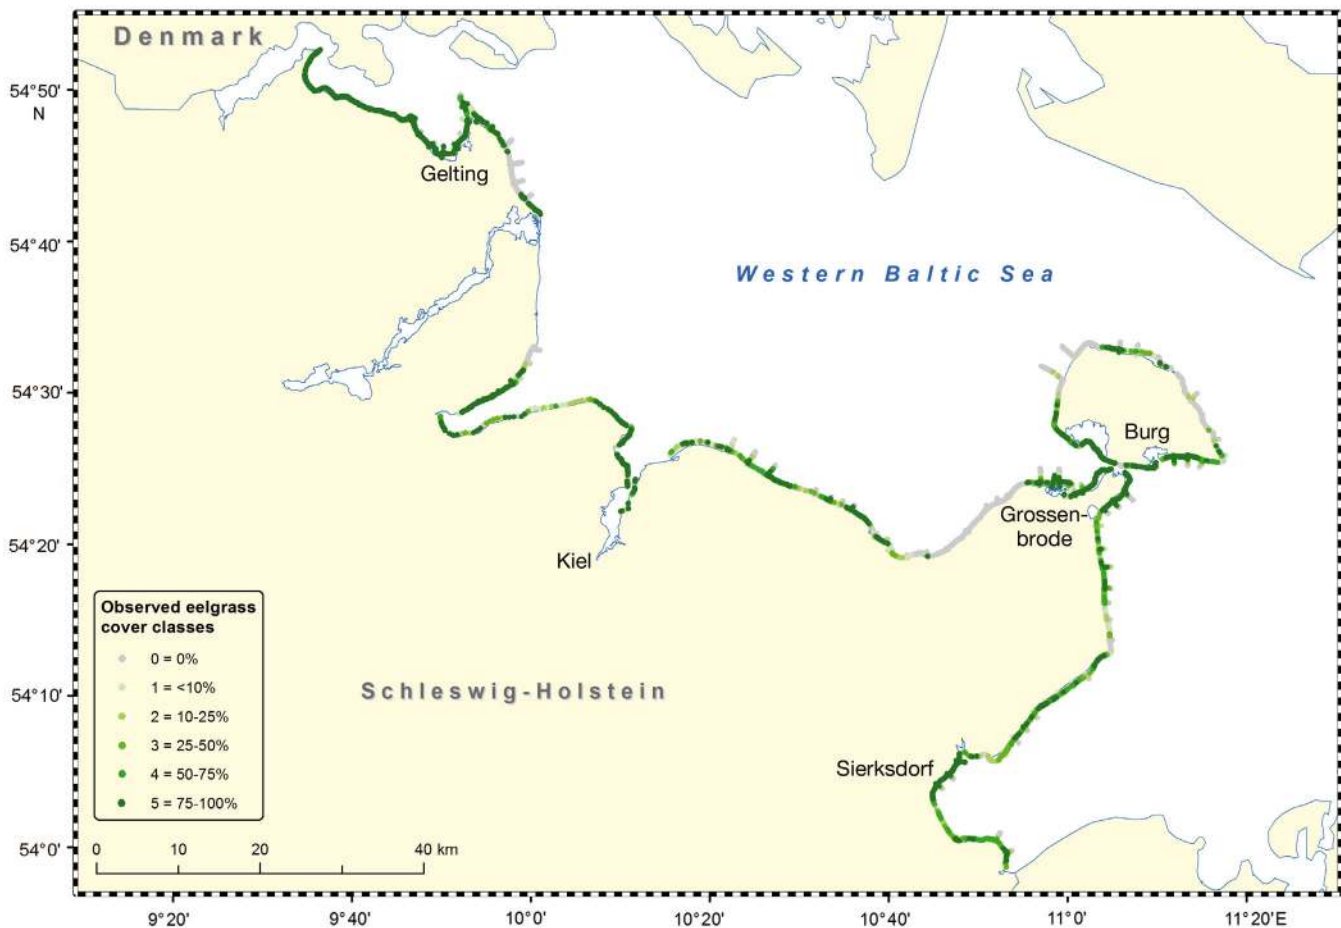 Denmark
54°50'
N
Gelting
54°40'
Western Baltic Sea
54°30'
Burg
Grossen-
brode
54°20'
Kiel
Observed eelgrass
cover classes
0 = 0%
1 = <10%
2 = 10-25%
3 = 25-50%
4 = 50-75%
5 = 75-100%
Schleswig-Holstein
54°10'
Sierksdorf
54°0'
0 10 20 40 km
9°20' 9°40' 10°0' 10°20' 10°40' 11°0' 11°20'E